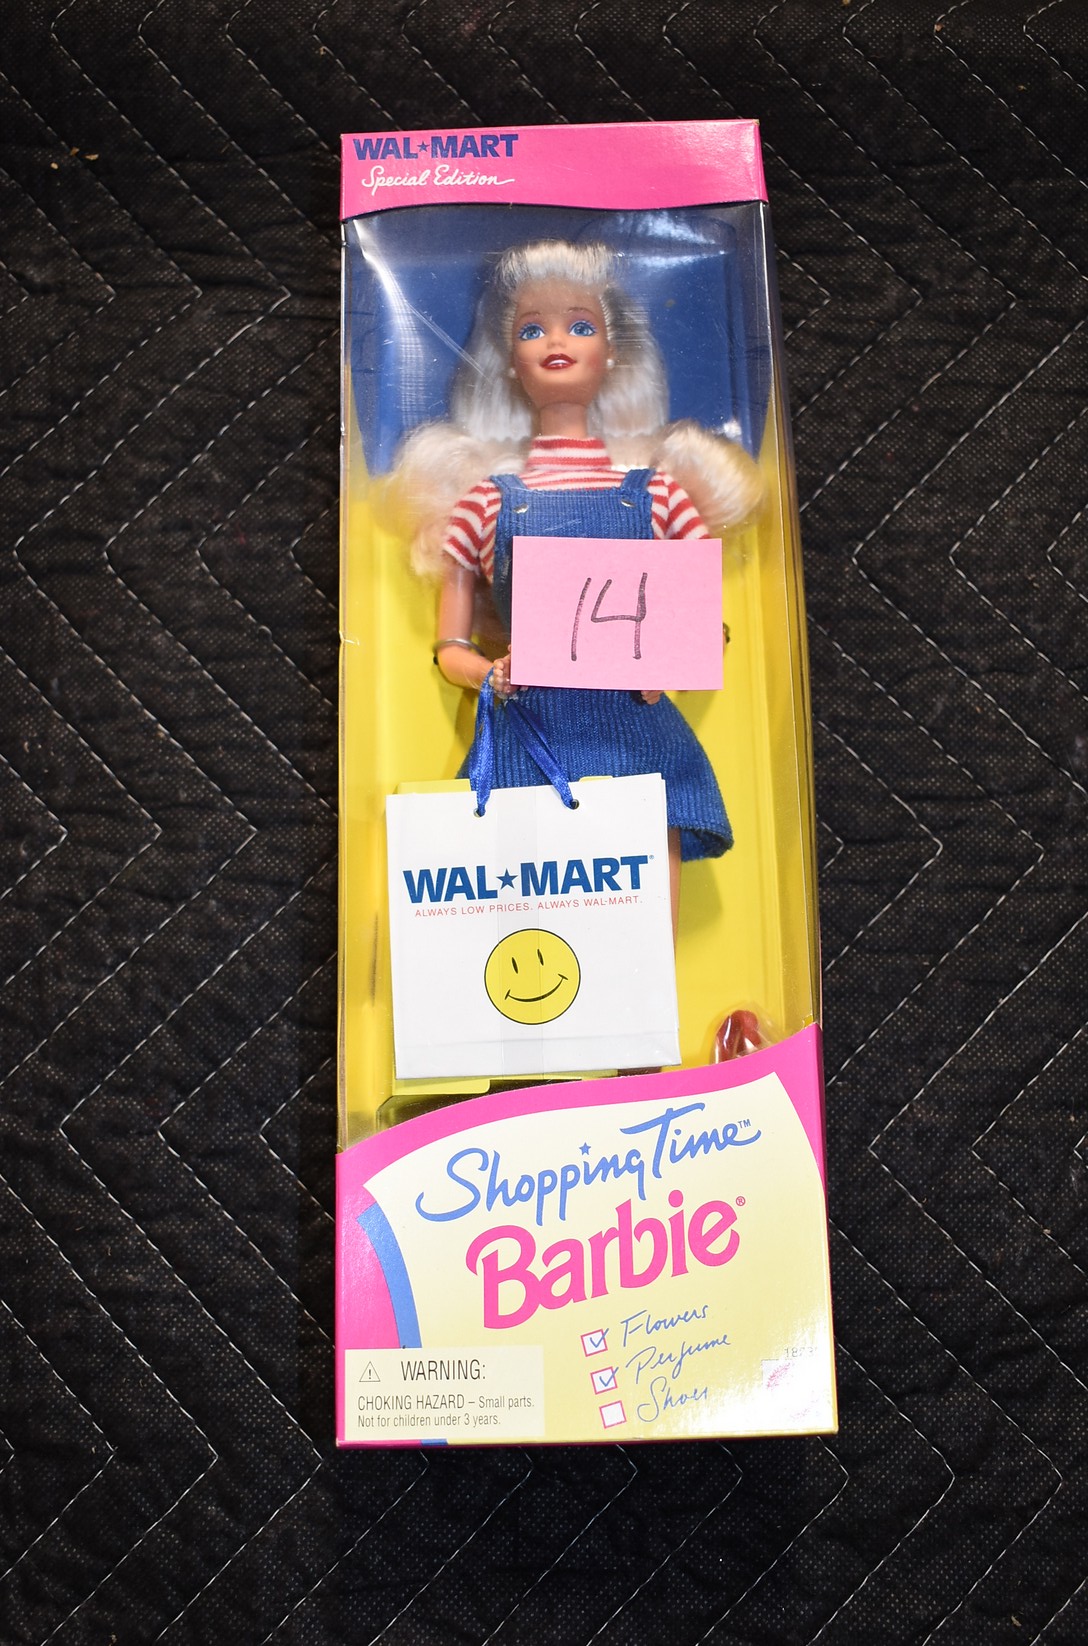 WAL★MART
Special Edition
14
WAL★MART®
ALWAYS LOW PRICES. ALWAYS WAL-MART.
Shopping Time™
Barbie®
Flowers
Perfume
Shoes
⚠ WARNING:
CHOKING HAZARD – Small parts.
Not for children under 3 years.